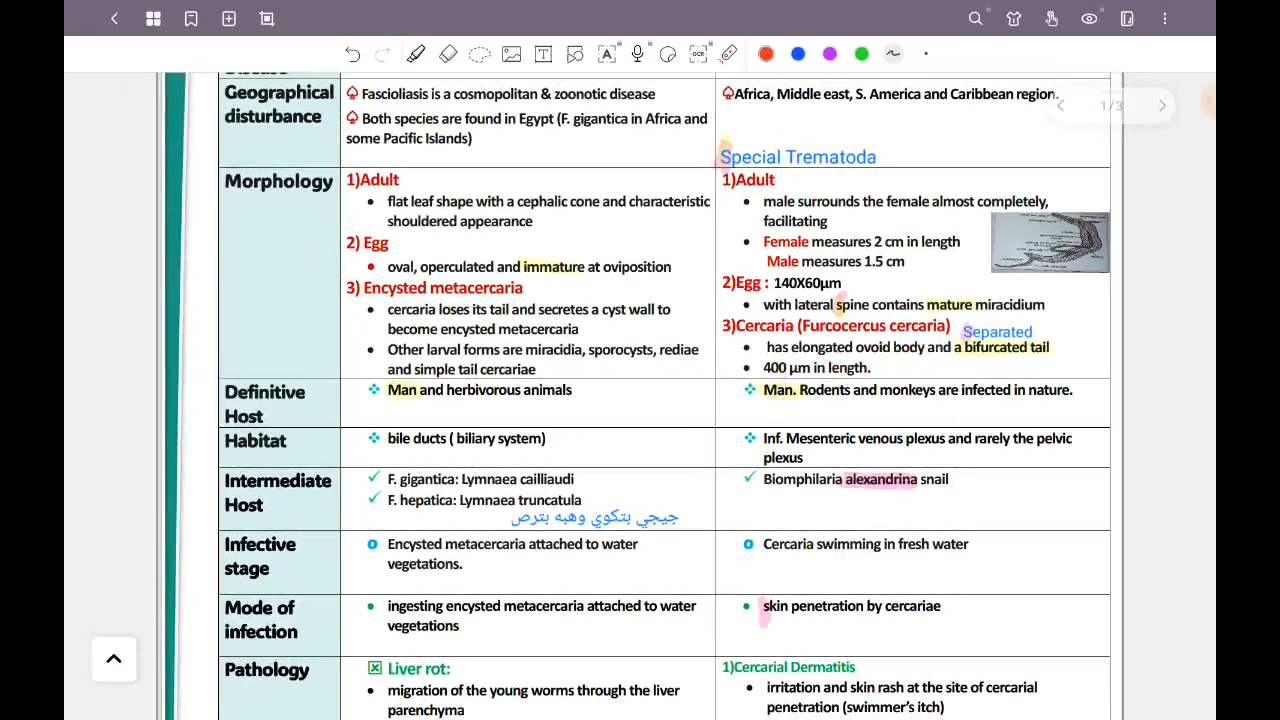 Disease
Geographical
disturbance
Fascioliasis is a cosmopolitan & zoonotic disease
Both species are found in Egypt (F. gigantica in Africa and
some Pacific Islands)
Africa, Middle east, S. America and Caribbean region.
1/3
Special Trematoda
Morphology
1)Adult
flat leaf shape with a cephalic cone and characteristic
shouldered appearance
2) Egg
oval, operculated and immature at oviposition
3) Encysted metacercaria
cercaria loses its tail and secretes a cyst wall to
become encysted metacercaria
Other larval forms are miracidia, sporocysts, rediae
and simple tail cercariae
1)Adult
male surrounds the female almost completely,
facilitating
Female measures 2 cm in length
Male measures 1.5 cm
2)Egg : 140X60µm
with lateral spine contains mature miracidium
3)Cercaria (Furcocercus cercaria)
Separated
has elongated ovoid body and a bifurcated tail
400 µm in length.
Definitive
Host
Man and herbivorous animals
Man. Rodents and monkeys are infected in nature.
Habitat
bile ducts ( biliary system)
Inf. Mesenteric venous plexus and rarely the pelvic
plexus
Intermediate
Host
F. gigantica: Lymnaea cailliaudi
F. hepatica: Lymnaea truncatula
جيجي بتكوي وهبه بترص
Biomphilaria alexandrina snail
Infective
stage
Encysted metacercaria attached to water
vegetations.
Cercaria swimming in fresh water
Mode of
infection
ingesting encysted metacercaria attached to water
vegetations
skin penetration by cercariae
Pathology
Liver rot:
migration of the young worms through the liver
parenchyma
1)Cercarial Dermatitis
irritation and skin rash at the site of cercarial
penetration (swimmer's itch)